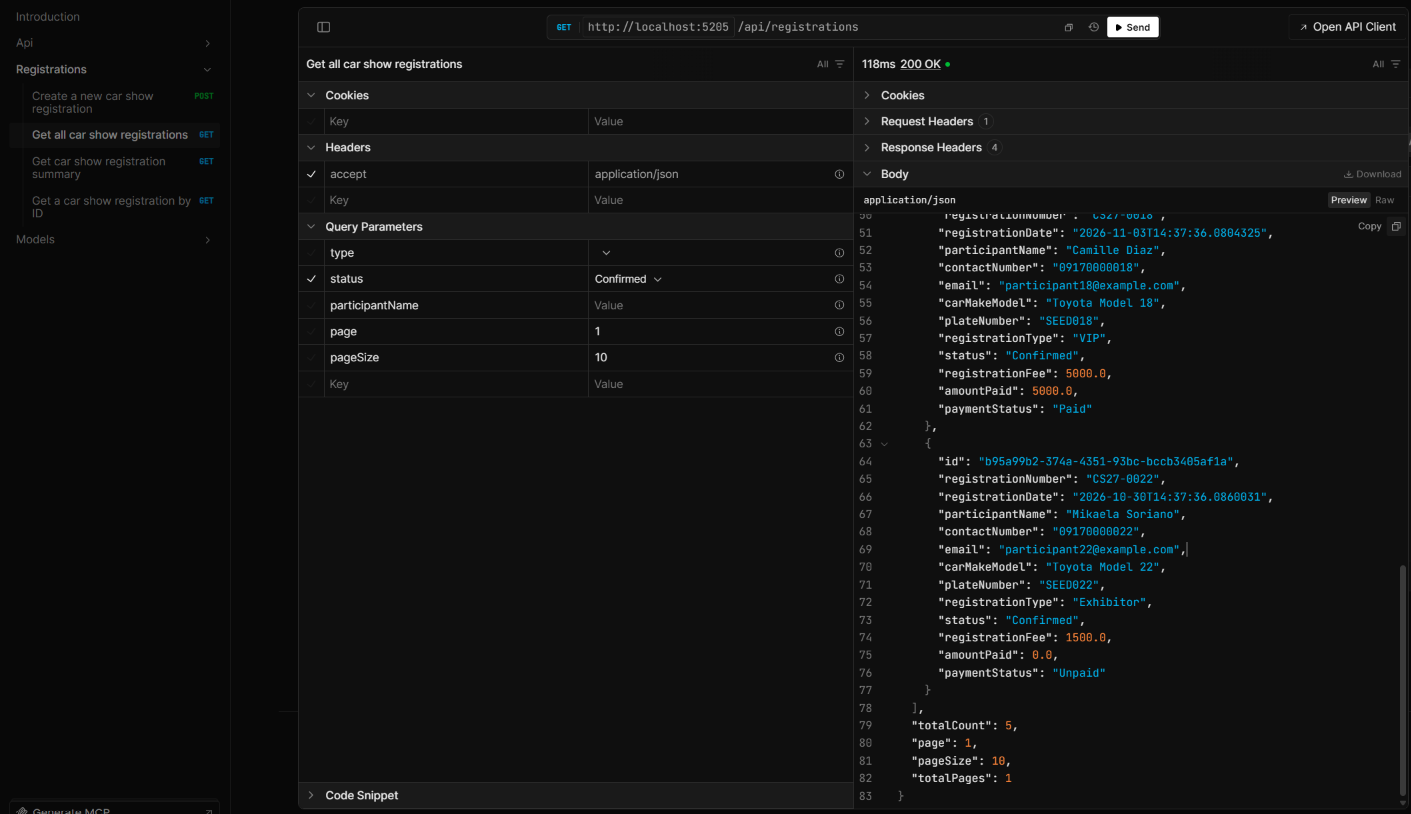 Introduction
Api
Registrations
Create a new car show registration POST
Get all car show registrations GET
Get car show registration summary GET
Get a car show registration by ID GET
Models
Generate MCP
GET http://localhost:5205 /api/registrations Send
Open API Client
Get all car show registrations All
Cookies
Key Value
Headers
accept application/json
Key Value
Query Parameters
type
status Confirmed
participantName Value
page 1
pageSize 10
Key Value
Code Snippet
118ms 200 OK All
Cookies
Request Headers 1
Response Headers 4
Body Download
application/json Preview Raw
Copy
50 "registrationNumber": "CS27-0018",
51 "registrationDate": "2026-11-03T14:37:36.0804325",
52 "participantName": "Camille Diaz",
53 "contactNumber": "09170000018",
54 "email": "participant18@example.com",
55 "carMakeModel": "Toyota Model 18",
56 "plateNumber": "SEED018",
57 "registrationType": "VIP",
58 "status": "Confirmed",
59 "registrationFee": 5000.0,
60 "amountPaid": 5000.0,
61 "paymentStatus": "Paid"
62 },
63 {
64 "id": "b95a99b2-374a-4351-93bc-bccb3405af1a",
65 "registrationNumber": "CS27-0022",
66 "registrationDate": "2026-10-30T14:37:36.0860031",
67 "participantName": "Mikaela Soriano",
68 "contactNumber": "09170000022",
69 "email": "participant22@example.com",
70 "carMakeModel": "Toyota Model 22",
71 "plateNumber": "SEED022",
72 "registrationType": "Exhibitor",
73 "status": "Confirmed",
74 "registrationFee": 1500.0,
75 "amountPaid": 0.0,
76 "paymentStatus": "Unpaid"
77 }
78 ],
79 "totalCount": 5,
80 "page": 1,
81 "pageSize": 10,
82 "totalPages": 1
83 }